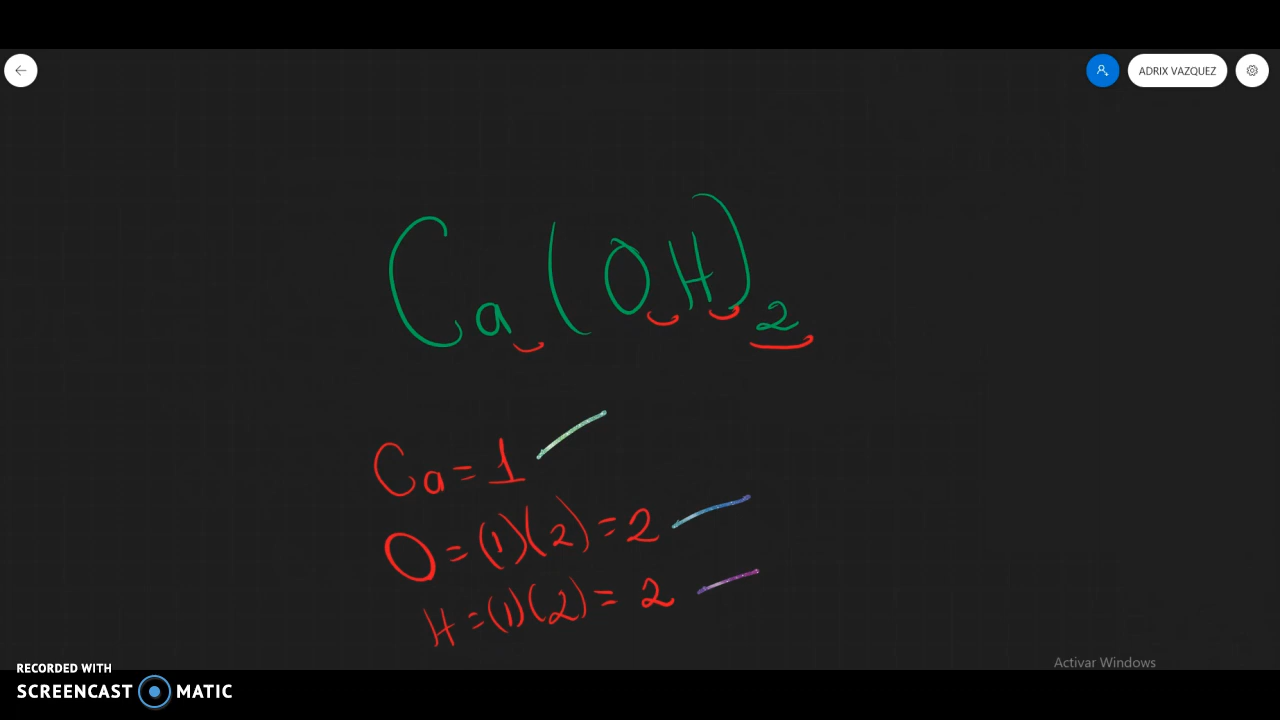 ADRIX VAZQUEZ
Ca(OH)2
Ca = 1
O = (1)(2) = 2
H = (1)(2) = 2
Activar Windows
RECORDED WITH
SCREENCAST MATIC